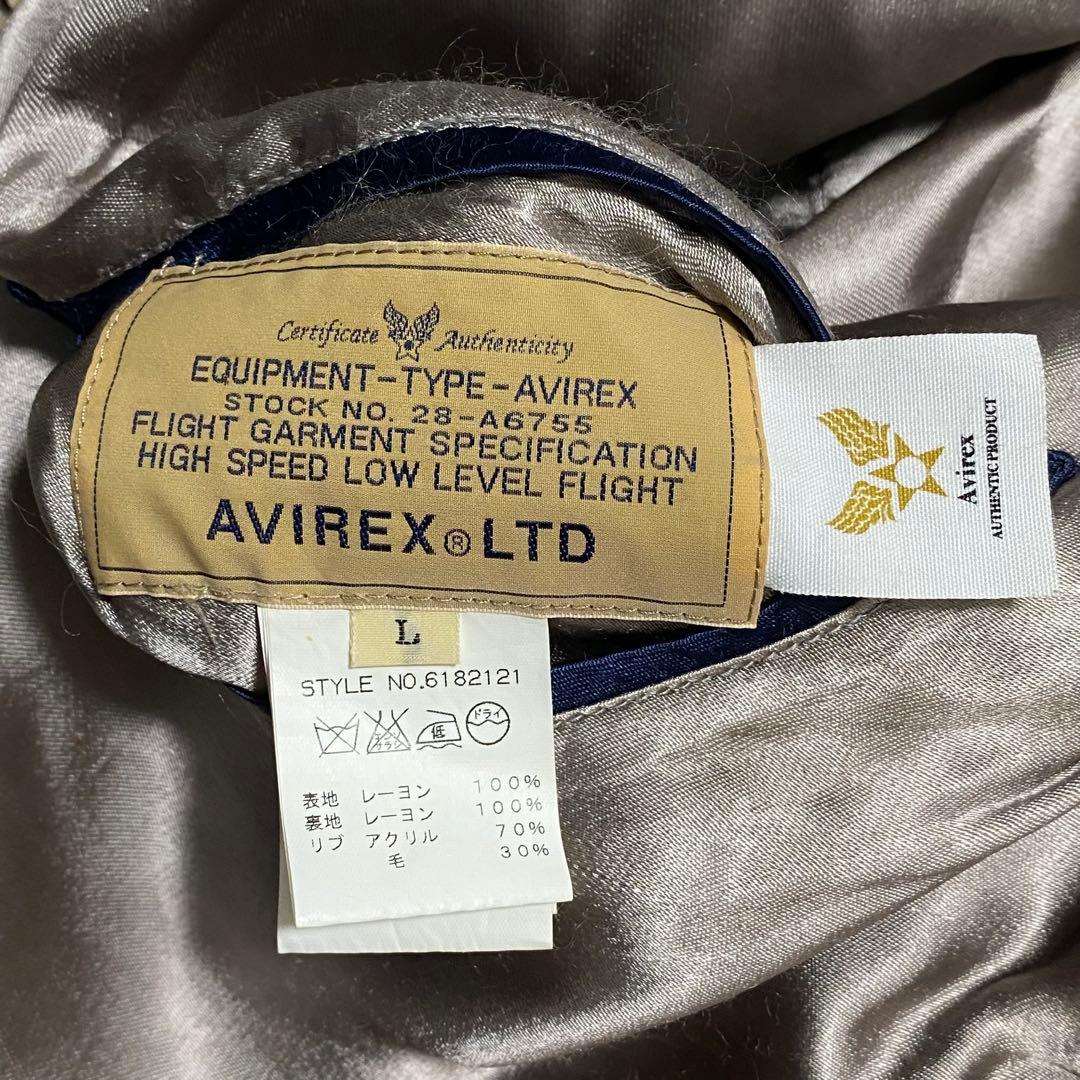 Certificate Authenticity
EQUIPMENT-TYPE-AVIREX
STOCK NO. 28-A6755
FLIGHT GARMENT SPECIFICATION
HIGH SPEED LOW LEVEL FLIGHT
AVIREX®LTD
Avirex
AUTHENTIC PRODUCT
L
STYLE NO.6182121
低
ドライ
表地 レーヨン 100%
裏地 レーヨン 100%
リブ アクリル 70%
毛 30%